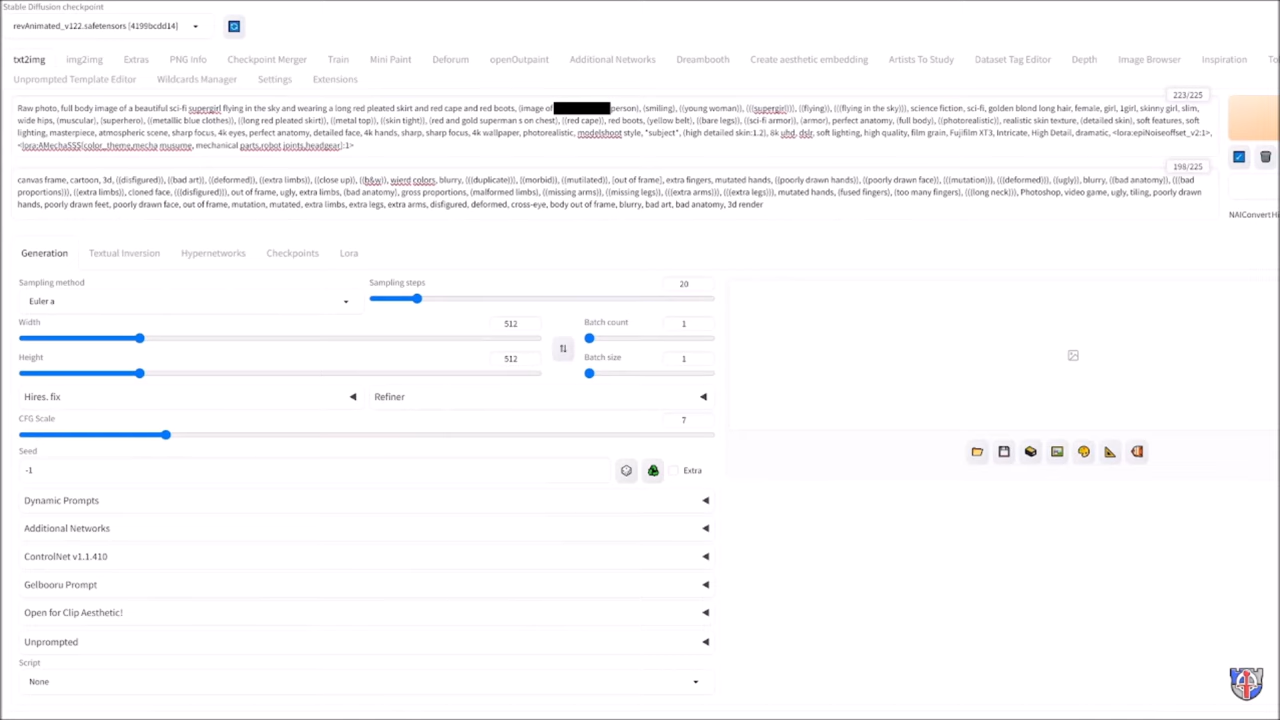 Stable Diffusion checkpoint
revAnimated_v122.safetensors [4199bcdd14]
txt2img img2img Extras PNG Info Checkpoint Merger Train Mini Paint Deforum openOutpaint Additional Networks Dreambooth Create aesthetic embedding Artists To Study Dataset Tag Editor Depth Image Browser Inspiration To
Unprompted Template Editor Wildcards Manager Settings Extensions
223/225
Raw photo, full body image of a beautiful sci-fi supergirl flying in the sky and wearing a long red pleated skirt and red cape and red boots, (image of person), (smiling), ((young woman)), (((supergirl))), ((flying)), (((flying in the sky))), science fiction, sci-fi, golden blond long hair, female, girl, 1girl, skinny girl, slim,
wide hips, (muscular), (superhero), ((metallic blue clothes)), ((long red pleated skirt)), ((metal top)), ((skin tight)), (red and gold superman s on chest), ((red cape)), red boots, (yellow belt), ((bare legs)), ((sci-fi armor)), (armor), perfect anatomy, (full body), ((photorealistic)), realistic skin texture, (detailed skin), soft features, soft
lighting, masterpiece, atmospheric scene, sharp focus, 4k eyes, perfect anatomy, detailed face, 4k hands, sharp, sharp focus, 4k wallpaper, photorealistic, modelshoot style, *subject*, (high detailed skin:1.2), 8k uhd, dslr, soft lighting, high quality, film grain, Fujifilm XT3, Intricate, High Detail, dramatic, <lora:epiNoiseoffset_v2:1>,
<lora:AMechaSSS[color_theme,mecha musume, mechanical parts,robot joints,headgear]:1>
198/225
canvas frame, cartoon, 3d, ((disfigured)), ((bad art)), ((deformed)), ((extra limbs)), ((close up)), ((b&w)), wierd colors, blurry, (((duplicate))), ((morbid)), ((mutilated)), [out of frame], extra fingers, mutated hands, ((poorly drawn hands)), ((poorly drawn face)), (((mutation))), (((deformed))), ((ugly)), blurry, ((bad anatomy)), (((bad
proportions))), ((extra limbs)), cloned face, (((disfigured))), out of frame, ugly, extra limbs, (bad anatomy), gross proportions, (malformed limbs), ((missing arms)), ((missing legs)), (((extra arms))), (((extra legs))), mutated hands, (fused fingers), (too many fingers), (((long neck))), Photoshop, video game, ugly, tiling, poorly drawn
hands, poorly drawn feet, poorly drawn face, out of frame, mutation, mutated, extra limbs, extra legs, extra arms, disfigured, deformed, cross-eye, body out of frame, blurry, bad art, bad anatomy, 3d render
NAIConvertHi
Generation Textual Inversion Hypernetworks Checkpoints Lora
Sampling method Sampling steps 20
Euler a
Width 512 Batch count 1
Height 512 Batch size 1
Hires. fix Refiner
CFG Scale 7
Seed
-1 Extra
Dynamic Prompts
Additional Networks
ControlNet v1.1.410
Gelbooru Prompt
Open for Clip Aesthetic!
Unprompted
Script
None